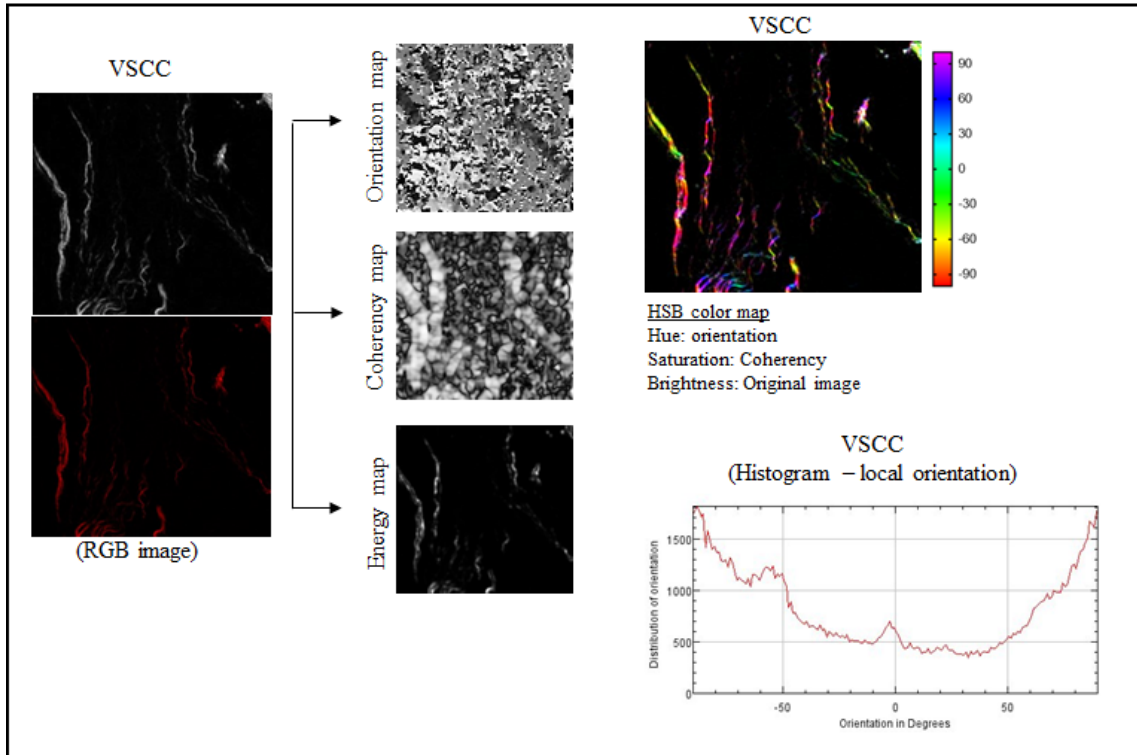 VSCC
(RGB image)
Orientation map
Coherency map
Energy map
VSCC
90
60
30
0
-30
-60
-90
HSB color map
Hue: orientation
Saturation: Coherency
Brightness: Original image
VSCC
(Histogram – local orientation)
Distribution of orientation
1500
1000
500
0
-50
0
50
Orientation in Degrees